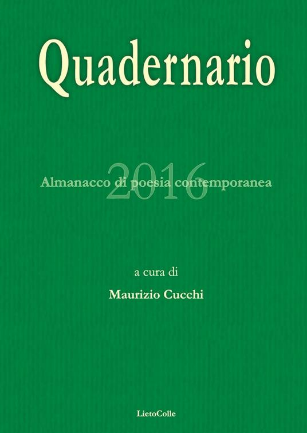 Quadernario
2016
Almanacco di poesia contemporanea
a cura di
Maurizio Cucchi
LietoColle